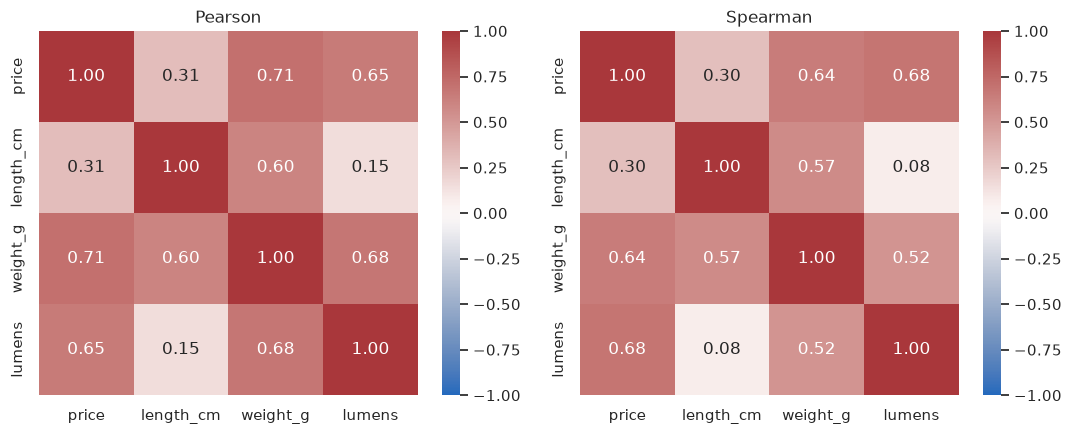 Pearson
price
length_cm
weight_g
lumens
1.00 0.31 0.71 0.65
0.31 1.00 0.60 0.15
0.71 0.60 1.00 0.68
0.65 0.15 0.68 1.00
price length_cm weight_g lumens
1.00
0.75
0.50
0.25
0.00
−0.25
−0.50
−0.75
−1.00
Spearman
price
length_cm
weight_g
lumens
1.00 0.30 0.64 0.68
0.30 1.00 0.57 0.08
0.64 0.57 1.00 0.52
0.68 0.08 0.52 1.00
price length_cm weight_g lumens
1.00
0.75
0.50
0.25
0.00
−0.25
−0.50
−0.75
−1.00